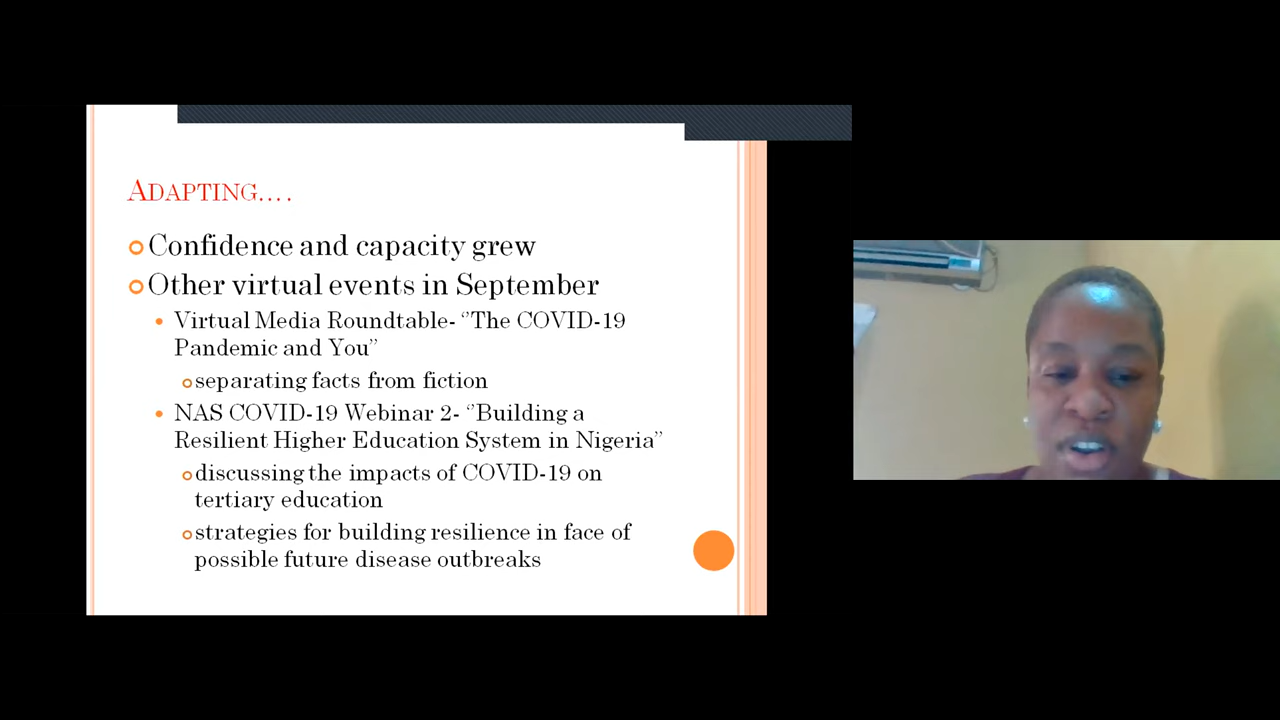 ADAPTING....
Confidence and capacity grew
Other virtual events in September
Virtual Media Roundtable- ‘’The COVID-19
Pandemic and You”
separating facts from fiction
NAS COVID-19 Webinar 2- ‘’Building a
Resilient Higher Education System in Nigeria”
discussing the impacts of COVID-19 on
tertiary education
strategies for building resilience in face of
possible future disease outbreaks